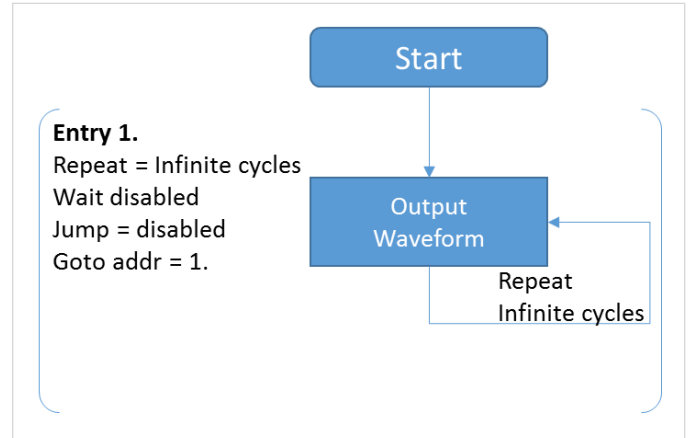 Start
Entry 1.
Repeat = Infinite cycles
Wait disabled
Jump = disabled
Goto addr = 1.
Output
Waveform
Repeat
Infinite cycles